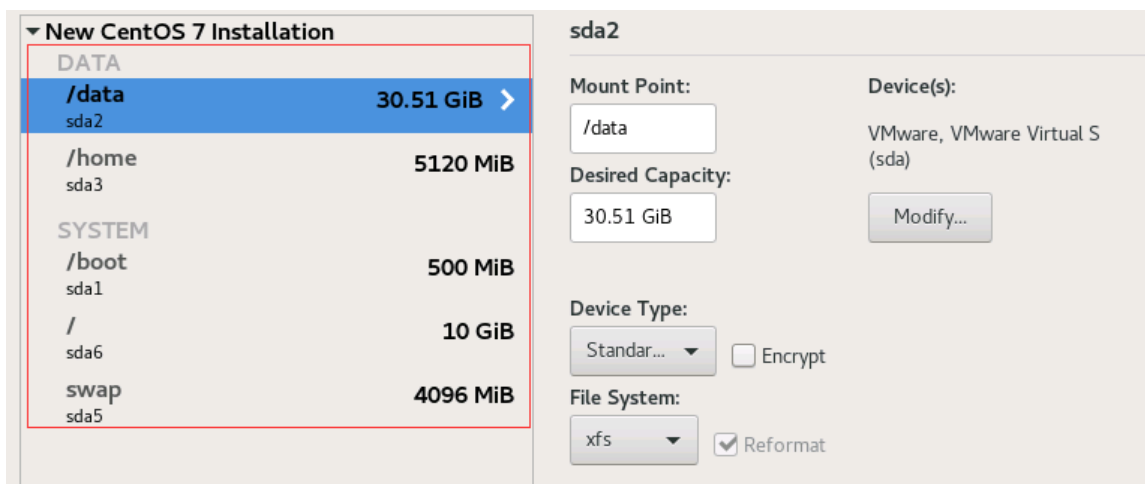 New CentOS 7 Installation
DATA
/data 30.51 GiB
sda2
/home 5120 MiB
sda3
SYSTEM
/boot 500 MiB
sda1
/ 10 GiB
sda6
swap 4096 MiB
sda5
sda2
Mount Point:
/data
Desired Capacity:
30.51 GiB
Device(s):
VMware, VMware Virtual S
(sda)
Modify...
Device Type:
Standar...
Encrypt
File System:
xfs
Reformat